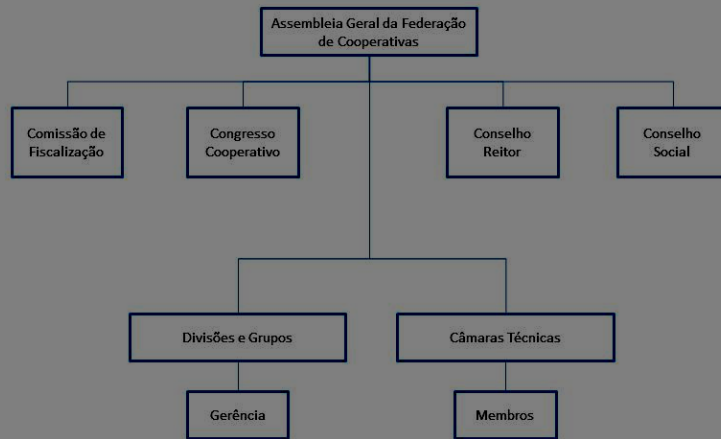 Assembleia Geral da Federação
de Cooperativas
Comissão de
Fiscalização
Congresso
Cooperativo
Conselho
Reitor
Conselho
Social
Divisões e Grupos
Câmaras Técnicas
Gerência
Membros